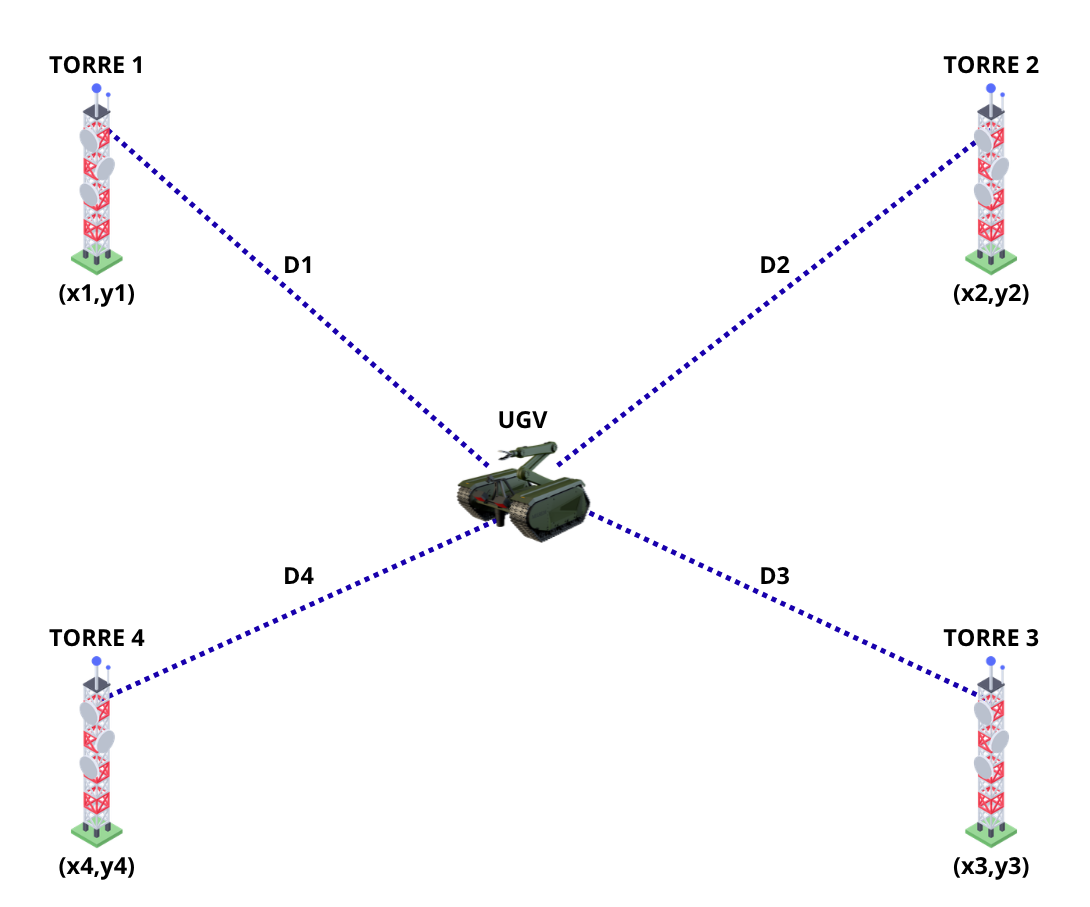 TORRE 1
TORRE 2
(x1,y1)
(x2,y2)
D1
D2
UGV
D4
D3
TORRE 4
TORRE 3
(x4,y4)
(x3,y3)